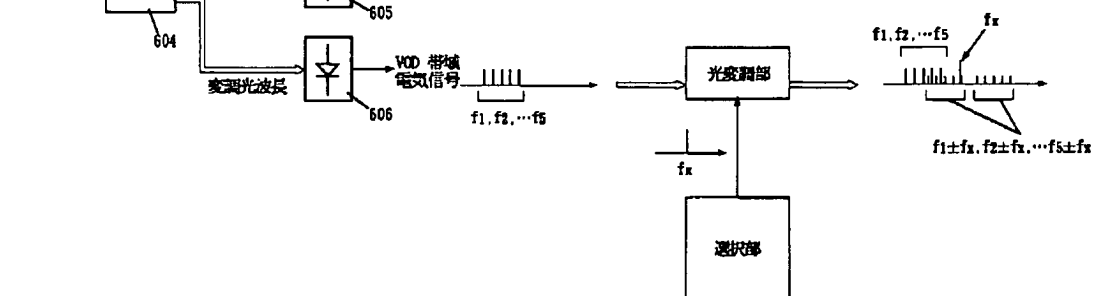 605
604
変調光波長
606
VOD 帯域
電気信号
f1,f2,…f5
光変調部
fx
選択部
f1,f2,…f5
fx
f1±fx,f2±fx,…f5±fx